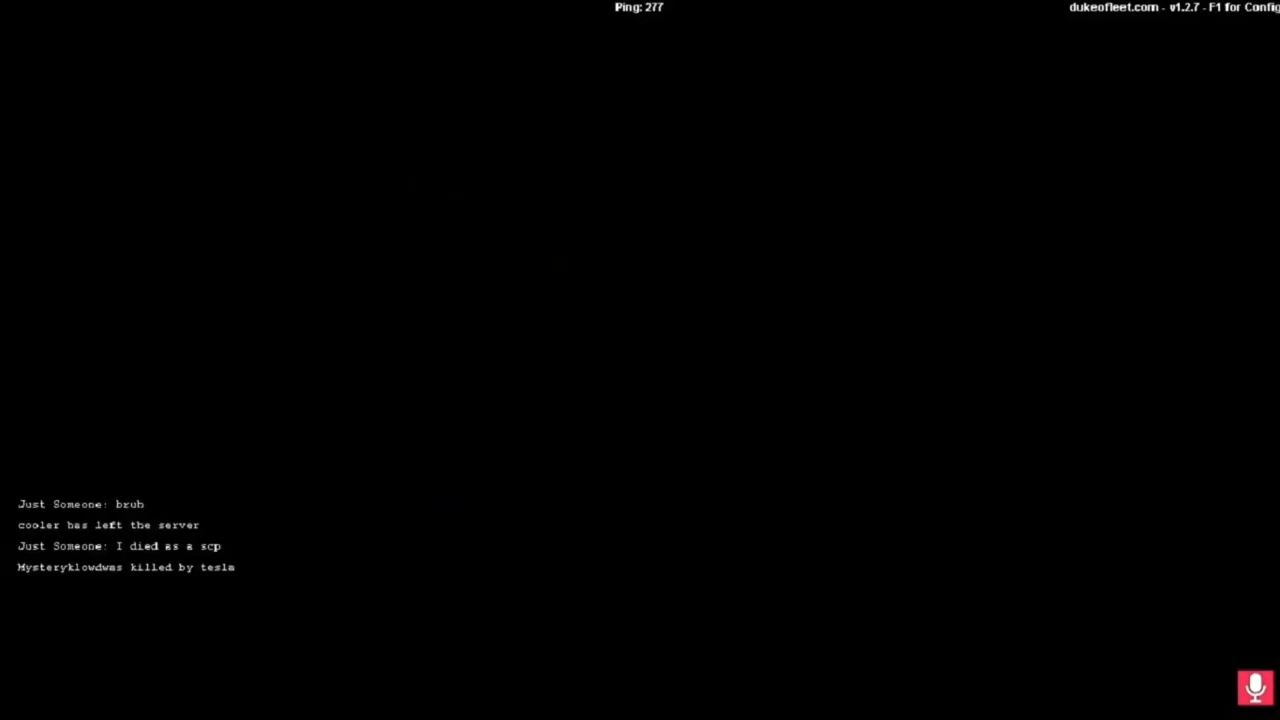 Ping: 277
dukeofleet.com - v1.2.7 - F1 for Config
Just Someone: bruh
cooler has left the server
Just Someone: I died as a scp
Mysteryklowdwas killed by tesla